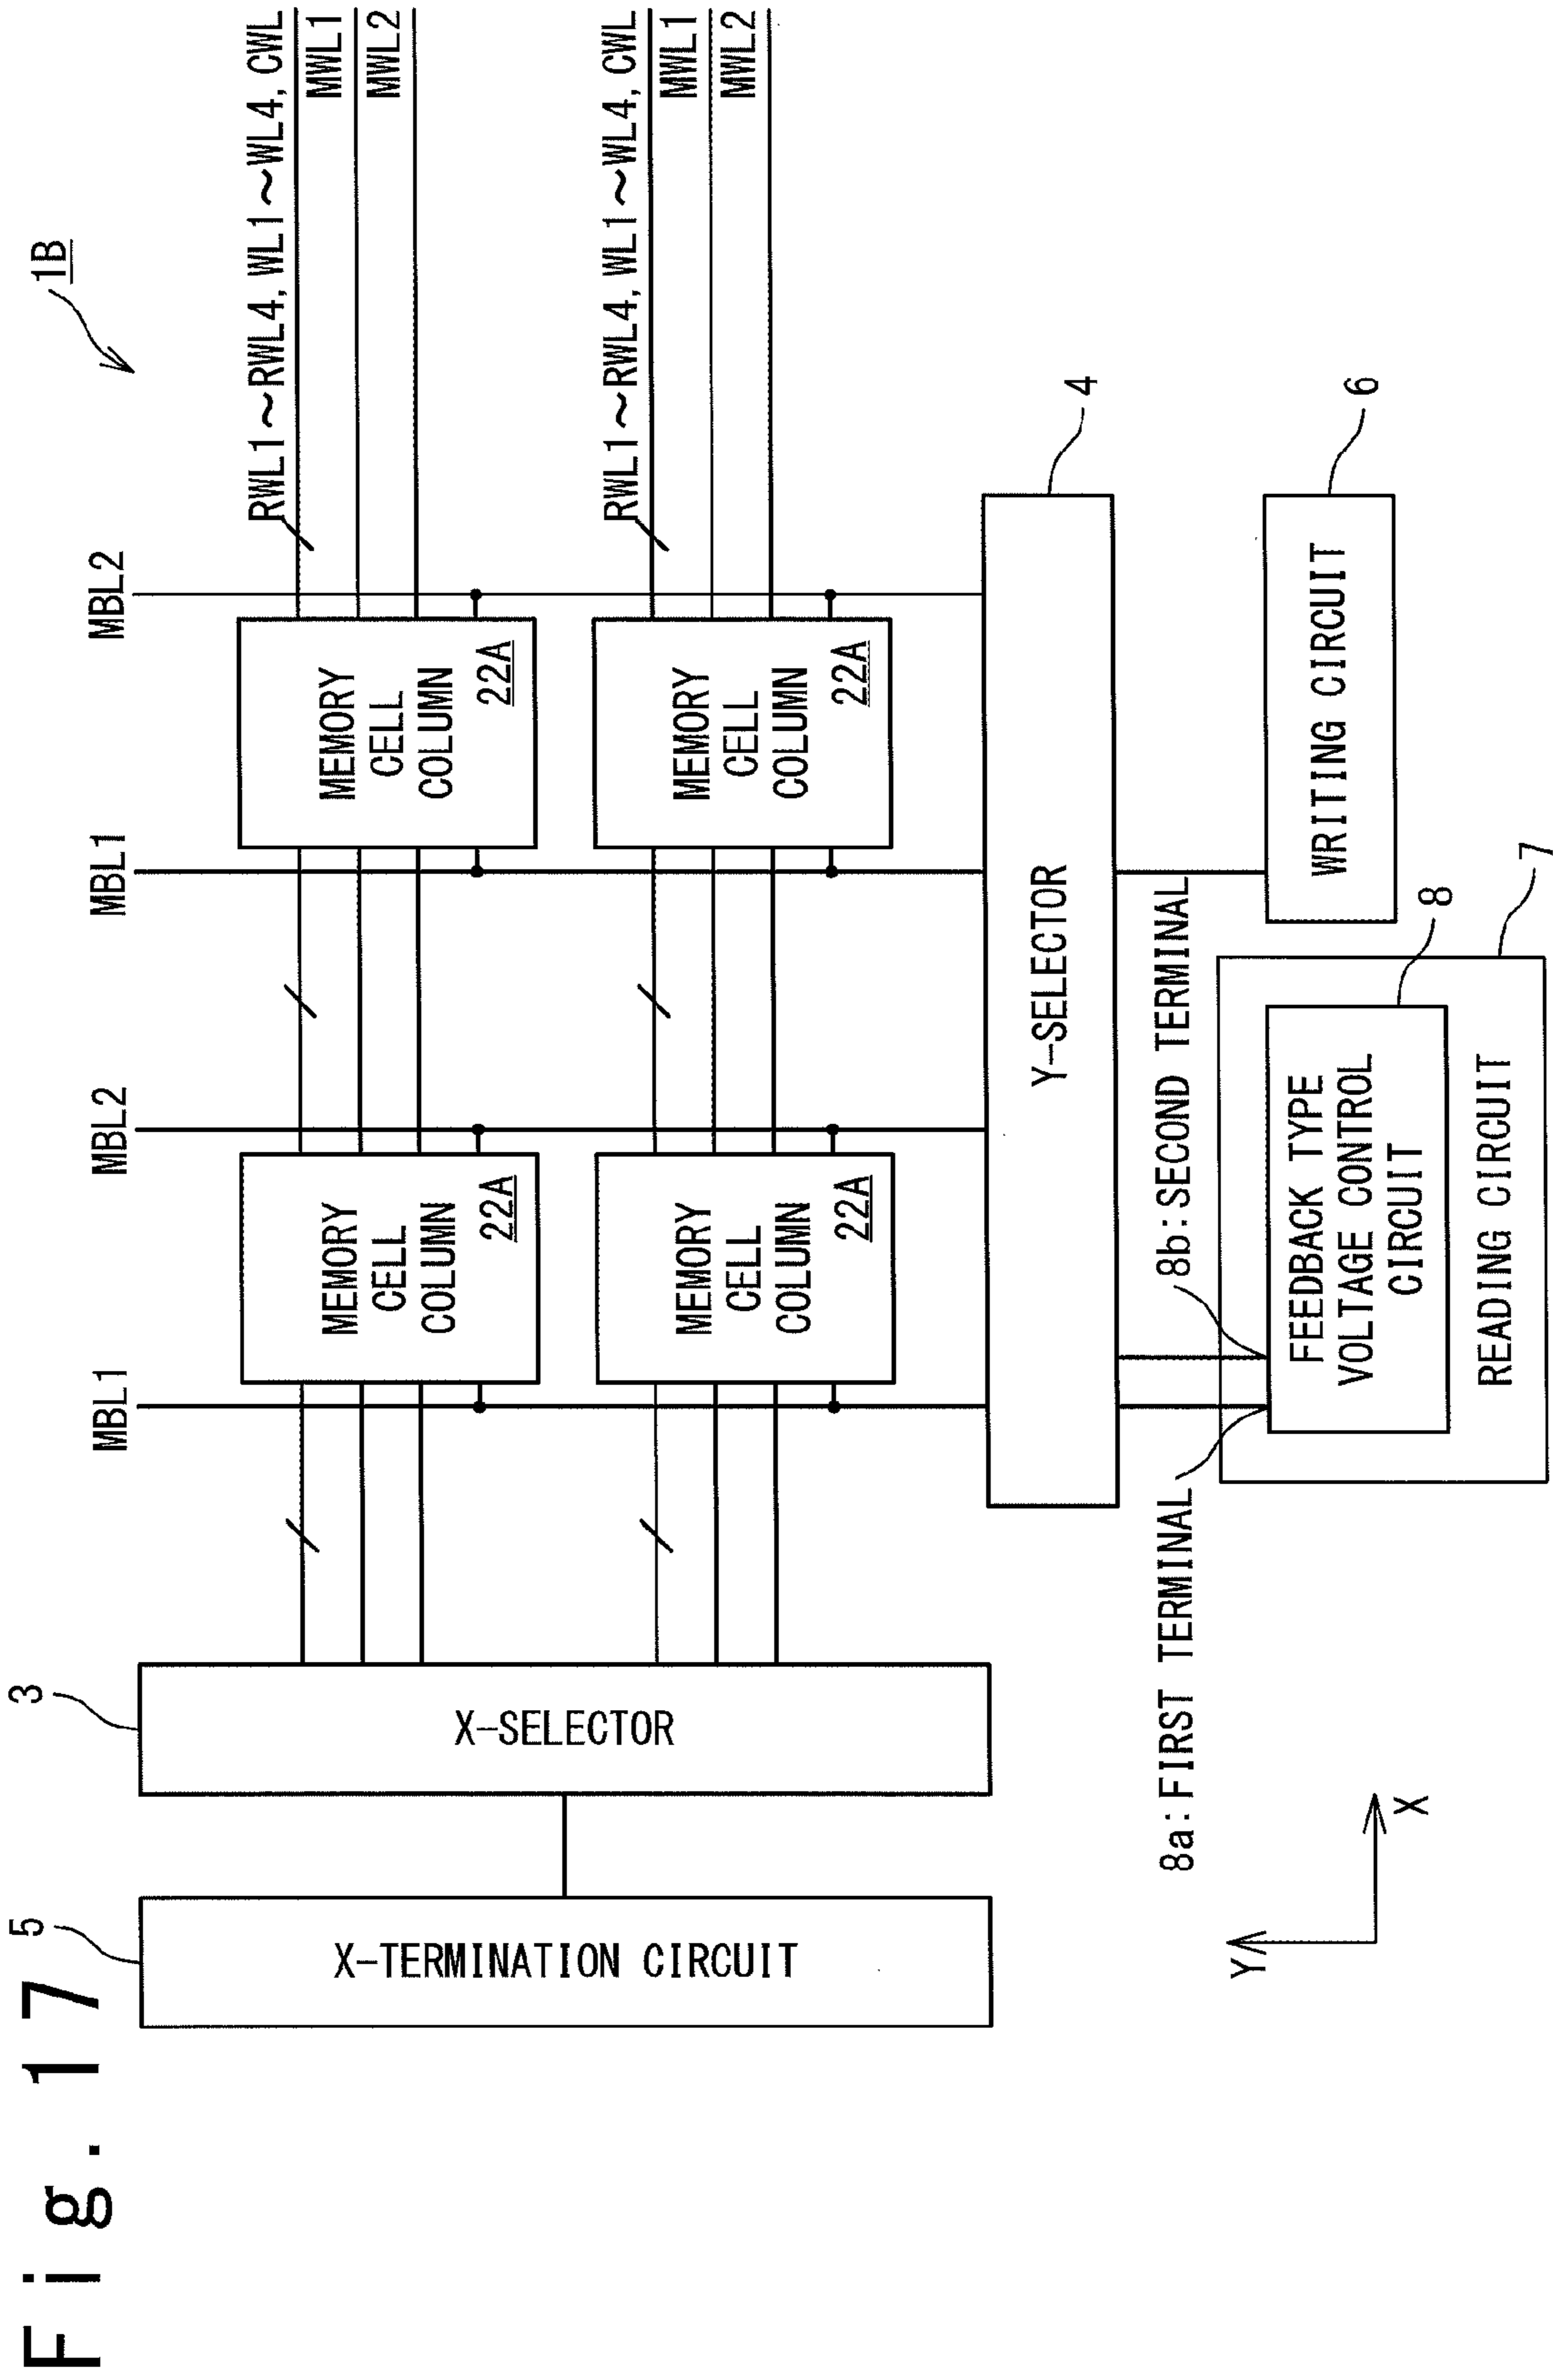 Fig. 17
1B
MBL1
MBL2
MBL1
MBL2
RWL1~RWL4, WL1~WL4, CWL
MWL1
MWL2
MEMORY
CELL
COLUMN
22A
MEMORY
CELL
COLUMN
22A
RWL1~RWL4, WL1~WL4, CWL
MWL1
MWL2
MEMORY
CELL
COLUMN
22A
MEMORY
CELL
COLUMN
22A
5
X-TERMINATION CIRCUIT
3
X-SELECTOR
4
Y-SELECTOR
8a:FIRST TERMINAL
8b:SECOND TERMINAL
FEEDBACK TYPE
VOLTAGE CONTROL
CIRCUIT
8
READING CIRCUIT
7
WRITING CIRCUIT
6
Y
X